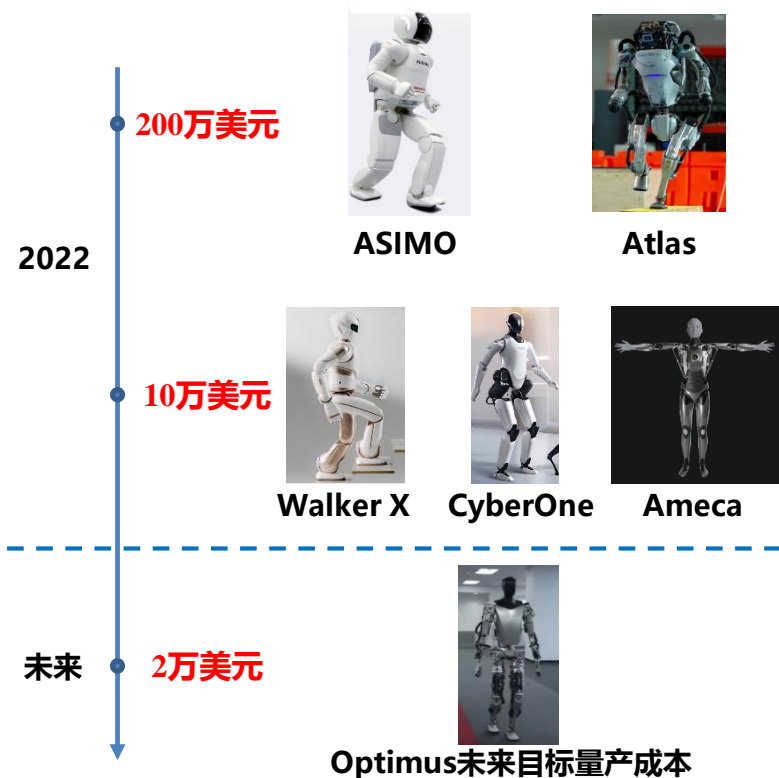 200万美元
ASIMO
ASIMO
Atlas
2022
10万美元
Walker X
CyberOne
Ameca
未来
2万美元
Optimus未来目标量产成本